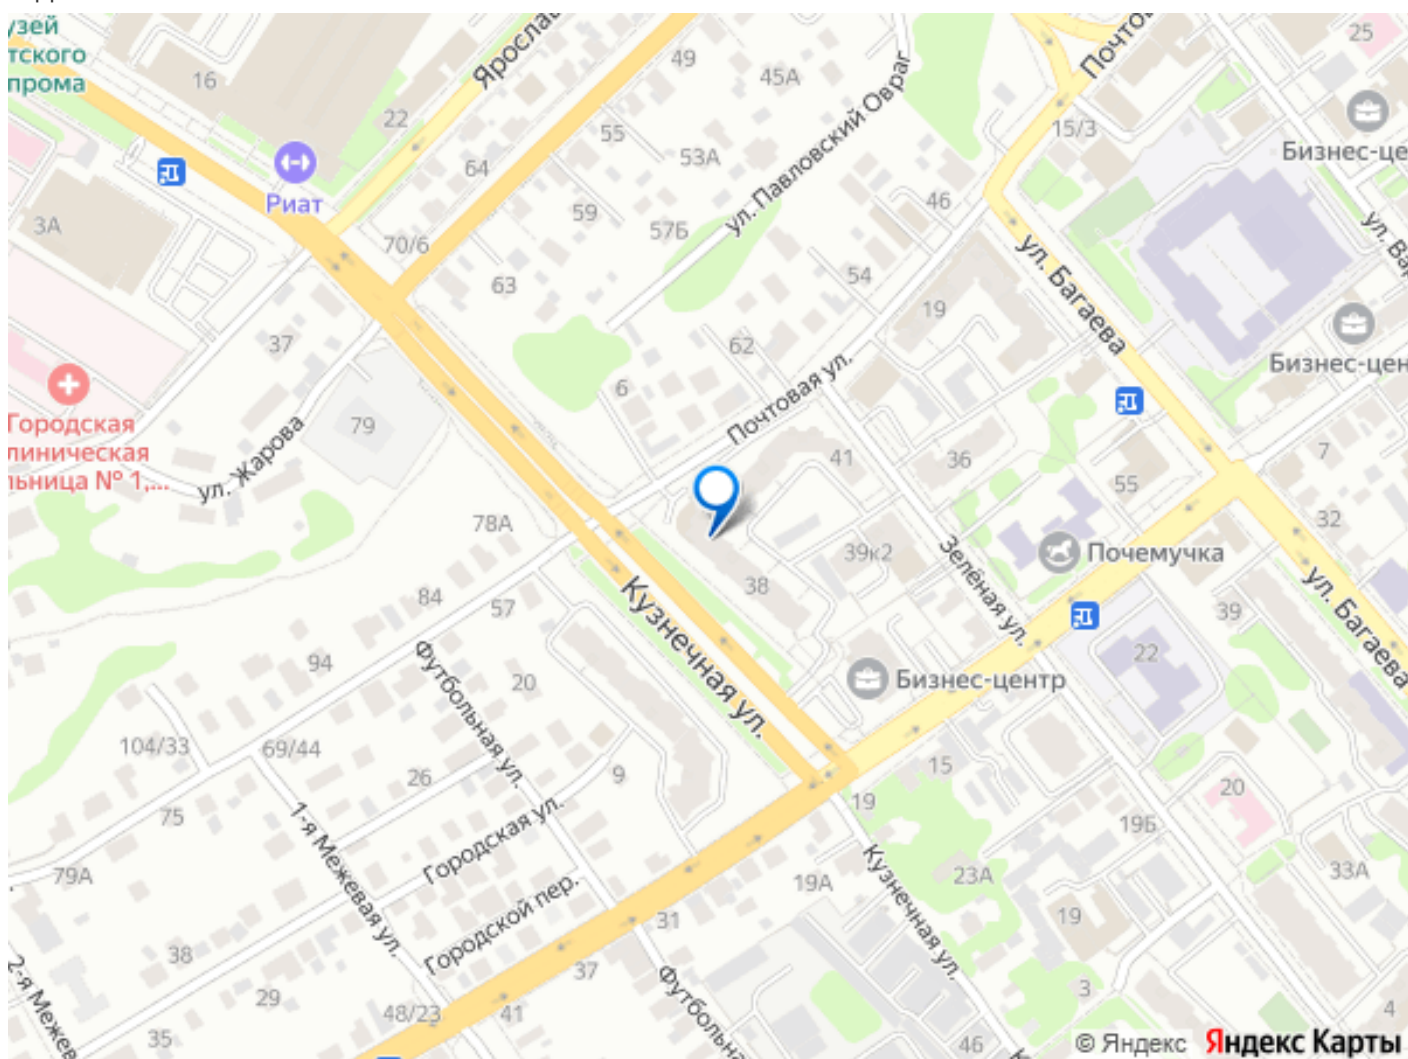 узей
тского
прома
16
Ярослав
22
49
45А
ул. Павловский Овраг
Почто
25
Бизнес-це
15/3
55
53А
64
Риат
3А
59
57Б
70/6
46
ул. Багаева
ул. Вар
63
54
19
37
62
Бизнес-цен
6
Почтовая ул.
Городская
линическая
льница № 1,...
79
ул. Жарова
41
36
55
7
32
78А
39к2
Почемучка
Зелёная ул.
38
84
57
Кузнечная ул.
39
ул. Багаева
22
94
Футбольная ул.
20
Бизнес-центр
104/33
69/44
26
9
15
19
20
19Б
75
1-я Межевая ул.
Городская ул.
79А
19А
Кузнечная ул.
23А
33А
Городской пер.
31
19
38
2-я Межев
29
37
Футбольна
3
4
48/23
41
35
46
К
© Яндекс Яндекс Карты